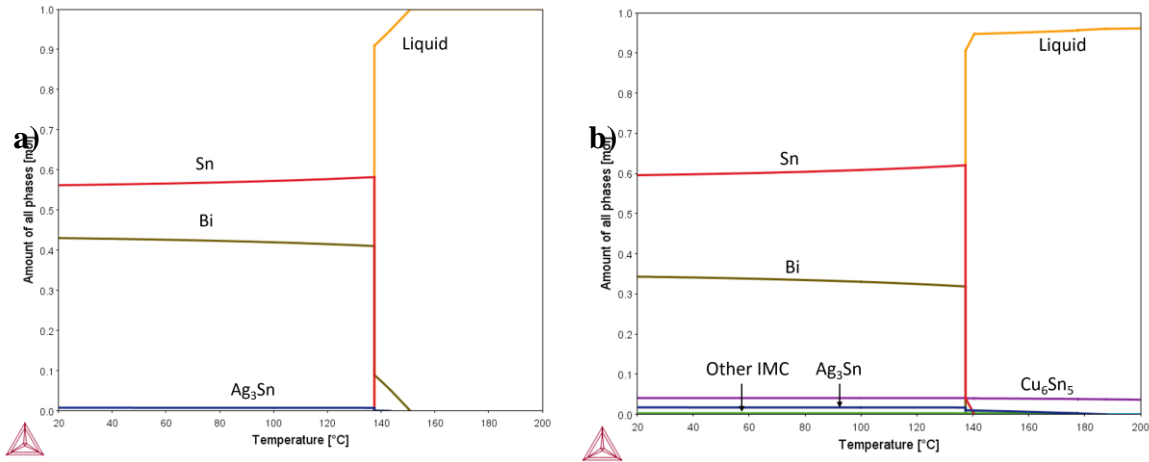 a)
Amount of all phases [mol]
1.0
0.9
0.8
0.7
0.6
0.5
0.4
0.3
0.2
0.1
0.0
Liquid
Sn
Bi
Ag₃Sn
20 40 60 80 100 120 140 160 180 200
Temperature [°C]
b)
Amount of all phases [mol]
1.0
0.9
0.8
0.7
0.6
0.5
0.4
0.3
0.2
0.1
0.0
Liquid
Sn
Bi
Other IMC
Ag₃Sn
Cu₆Sn₅
20 40 60 80 100 120 140 160 180 200
Temperature [°C]